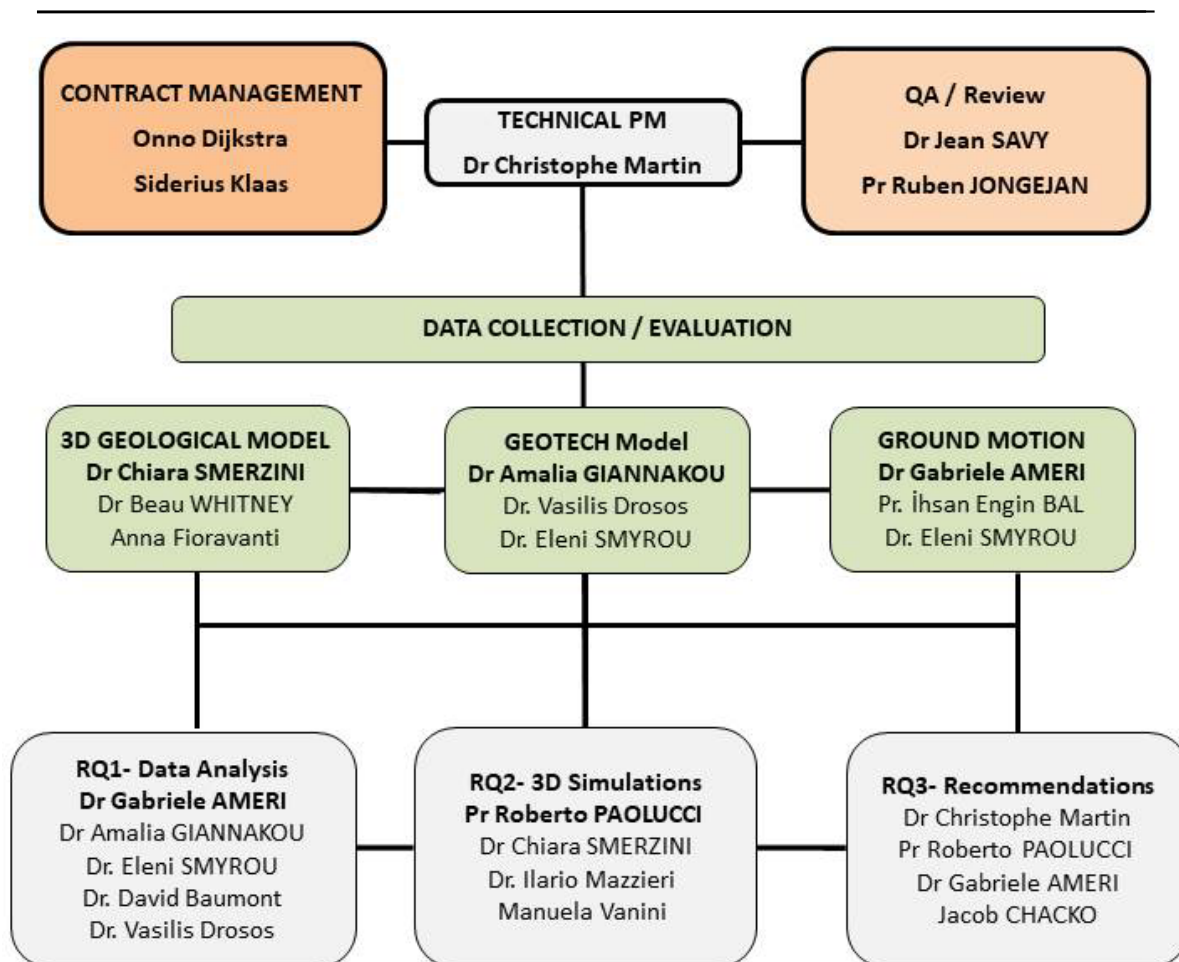 CONTRACT MANAGEMENT
Onno Dijkstra
Siderius Klaas
TECHNICAL PM
Dr Christophe Martin
QA / Review
Dr Jean SAVY
Pr Ruben JONGEJAN
DATA COLLECTION / EVALUATION
3D GEOLOGICAL MODEL
Dr Chiara SMERZINI
Dr Beau WHITNEY
Anna Fioravanti
GEOTECH Model
Dr Amalia GIANNAKOU
Dr. Vasilis Drosos
Dr. Eleni SMYROU
GROUND MOTION
Dr Gabriele AMERI
Pr. İhsan Engin BAL
Dr. Eleni SMYROU
RQ1- Data Analysis
Dr Gabriele AMERI
Dr Amalia GIANNAKOU
Dr. Eleni SMYROU
Dr. David Baumont
Dr. Vasilis Drosos
RQ2- 3D Simulations
Pr Roberto PAOLUCCI
Dr Chiara SMERZINI
Dr. Ilario Mazzieri
Manuela Vanini
RQ3- Recommendations
Dr Christophe Martin
Pr Roberto PAOLUCCI
Dr Gabriele AMERI
Jacob CHACKO